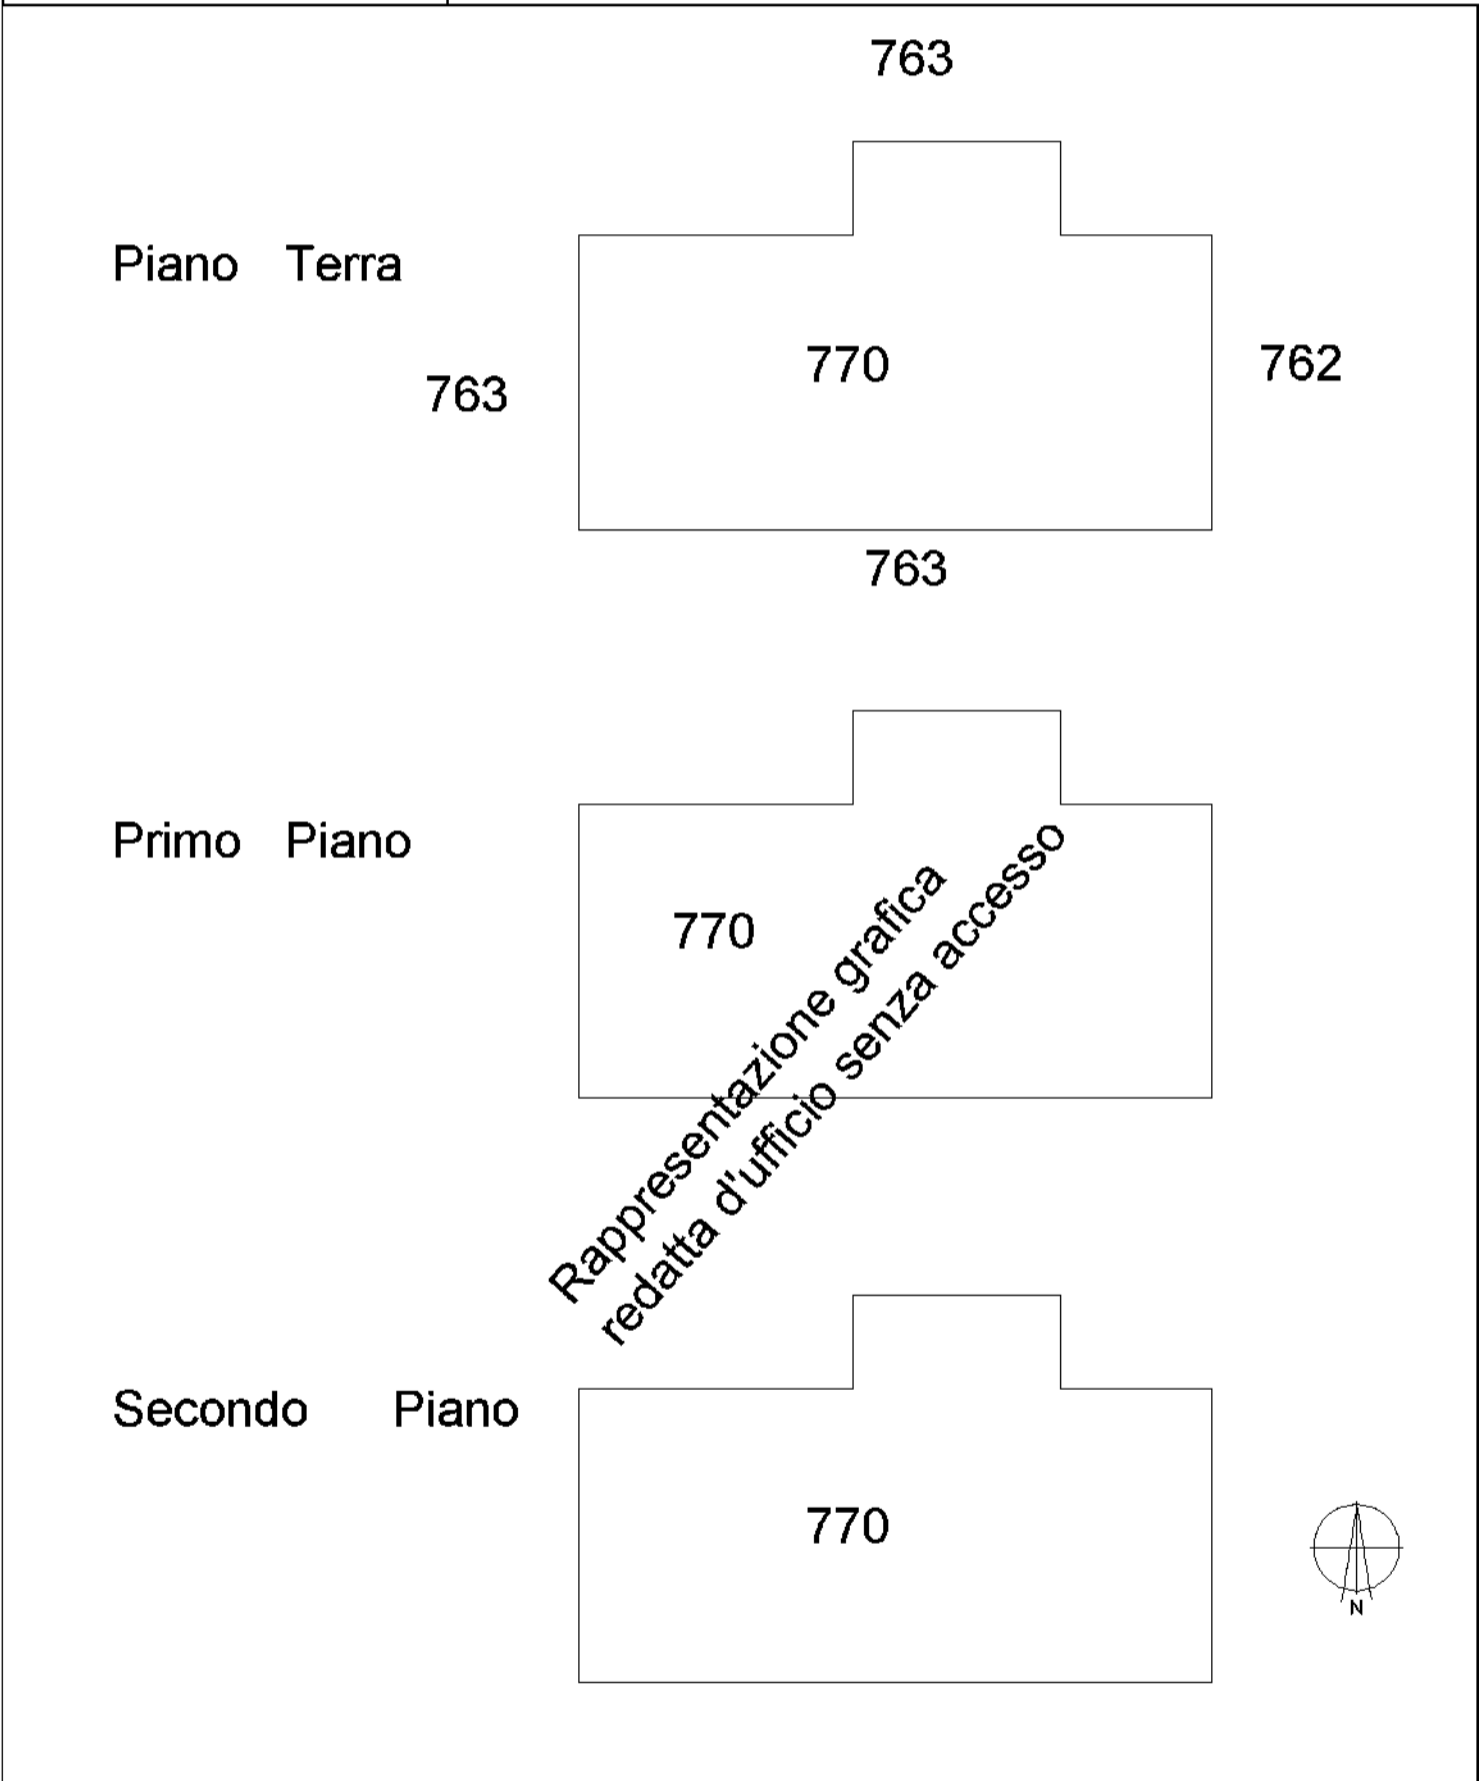 763
Piano Terra
763
770
762
763
Primo Piano
770
Rappresentazione grafica
redatta d'ufficio senza accesso
Secondo Piano
770
N